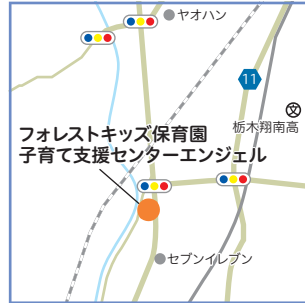 ヤオハン
11
栃木翔南高
フォレストキッズ保育園
子育て支援センターエンジェル
セブンイレブン